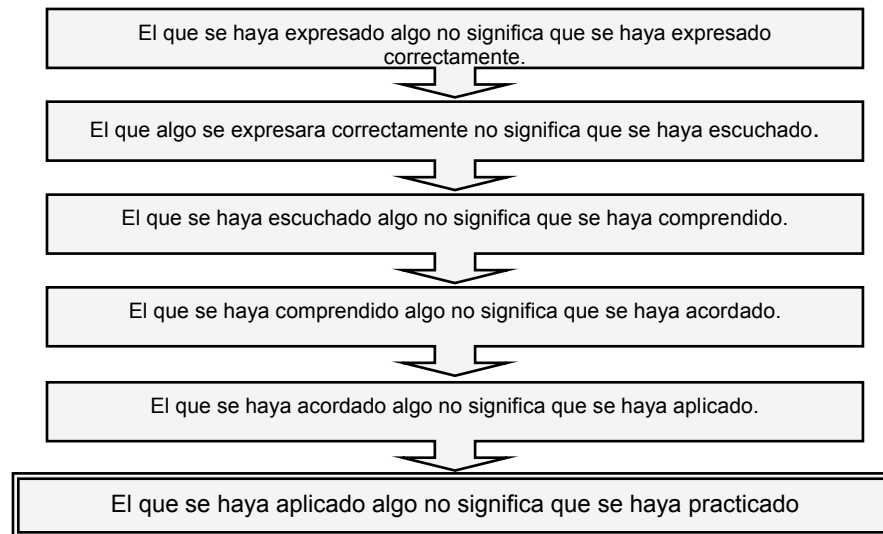 El que se haya expresado algo no significa que se haya expresado
correctamente.
El que algo se expresara correctamente no significa que se haya escuchado.
El que se haya escuchado algo no significa que se haya comprendido.
El que se haya comprendido algo no significa que se haya acordado.
El que se haya acordado algo no significa que se haya aplicado.
El que se haya aplicado algo no significa que se haya practicado